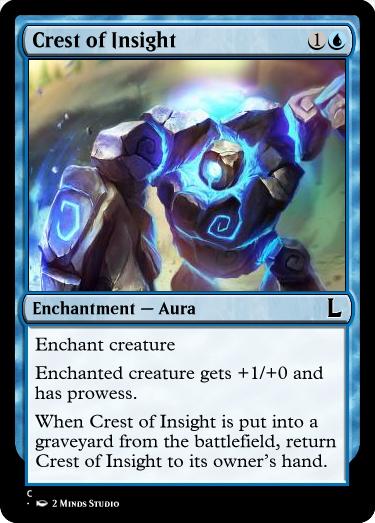 Crest of Insight 1
Enchantment — Aura L
Enchant creature
Enchanted creature gets +1/+0 and
has prowess.
When Crest of Insight is put into a
graveyard from the battlefield, return
Crest of Insight to its owner's hand.
C
2 Minds Studio